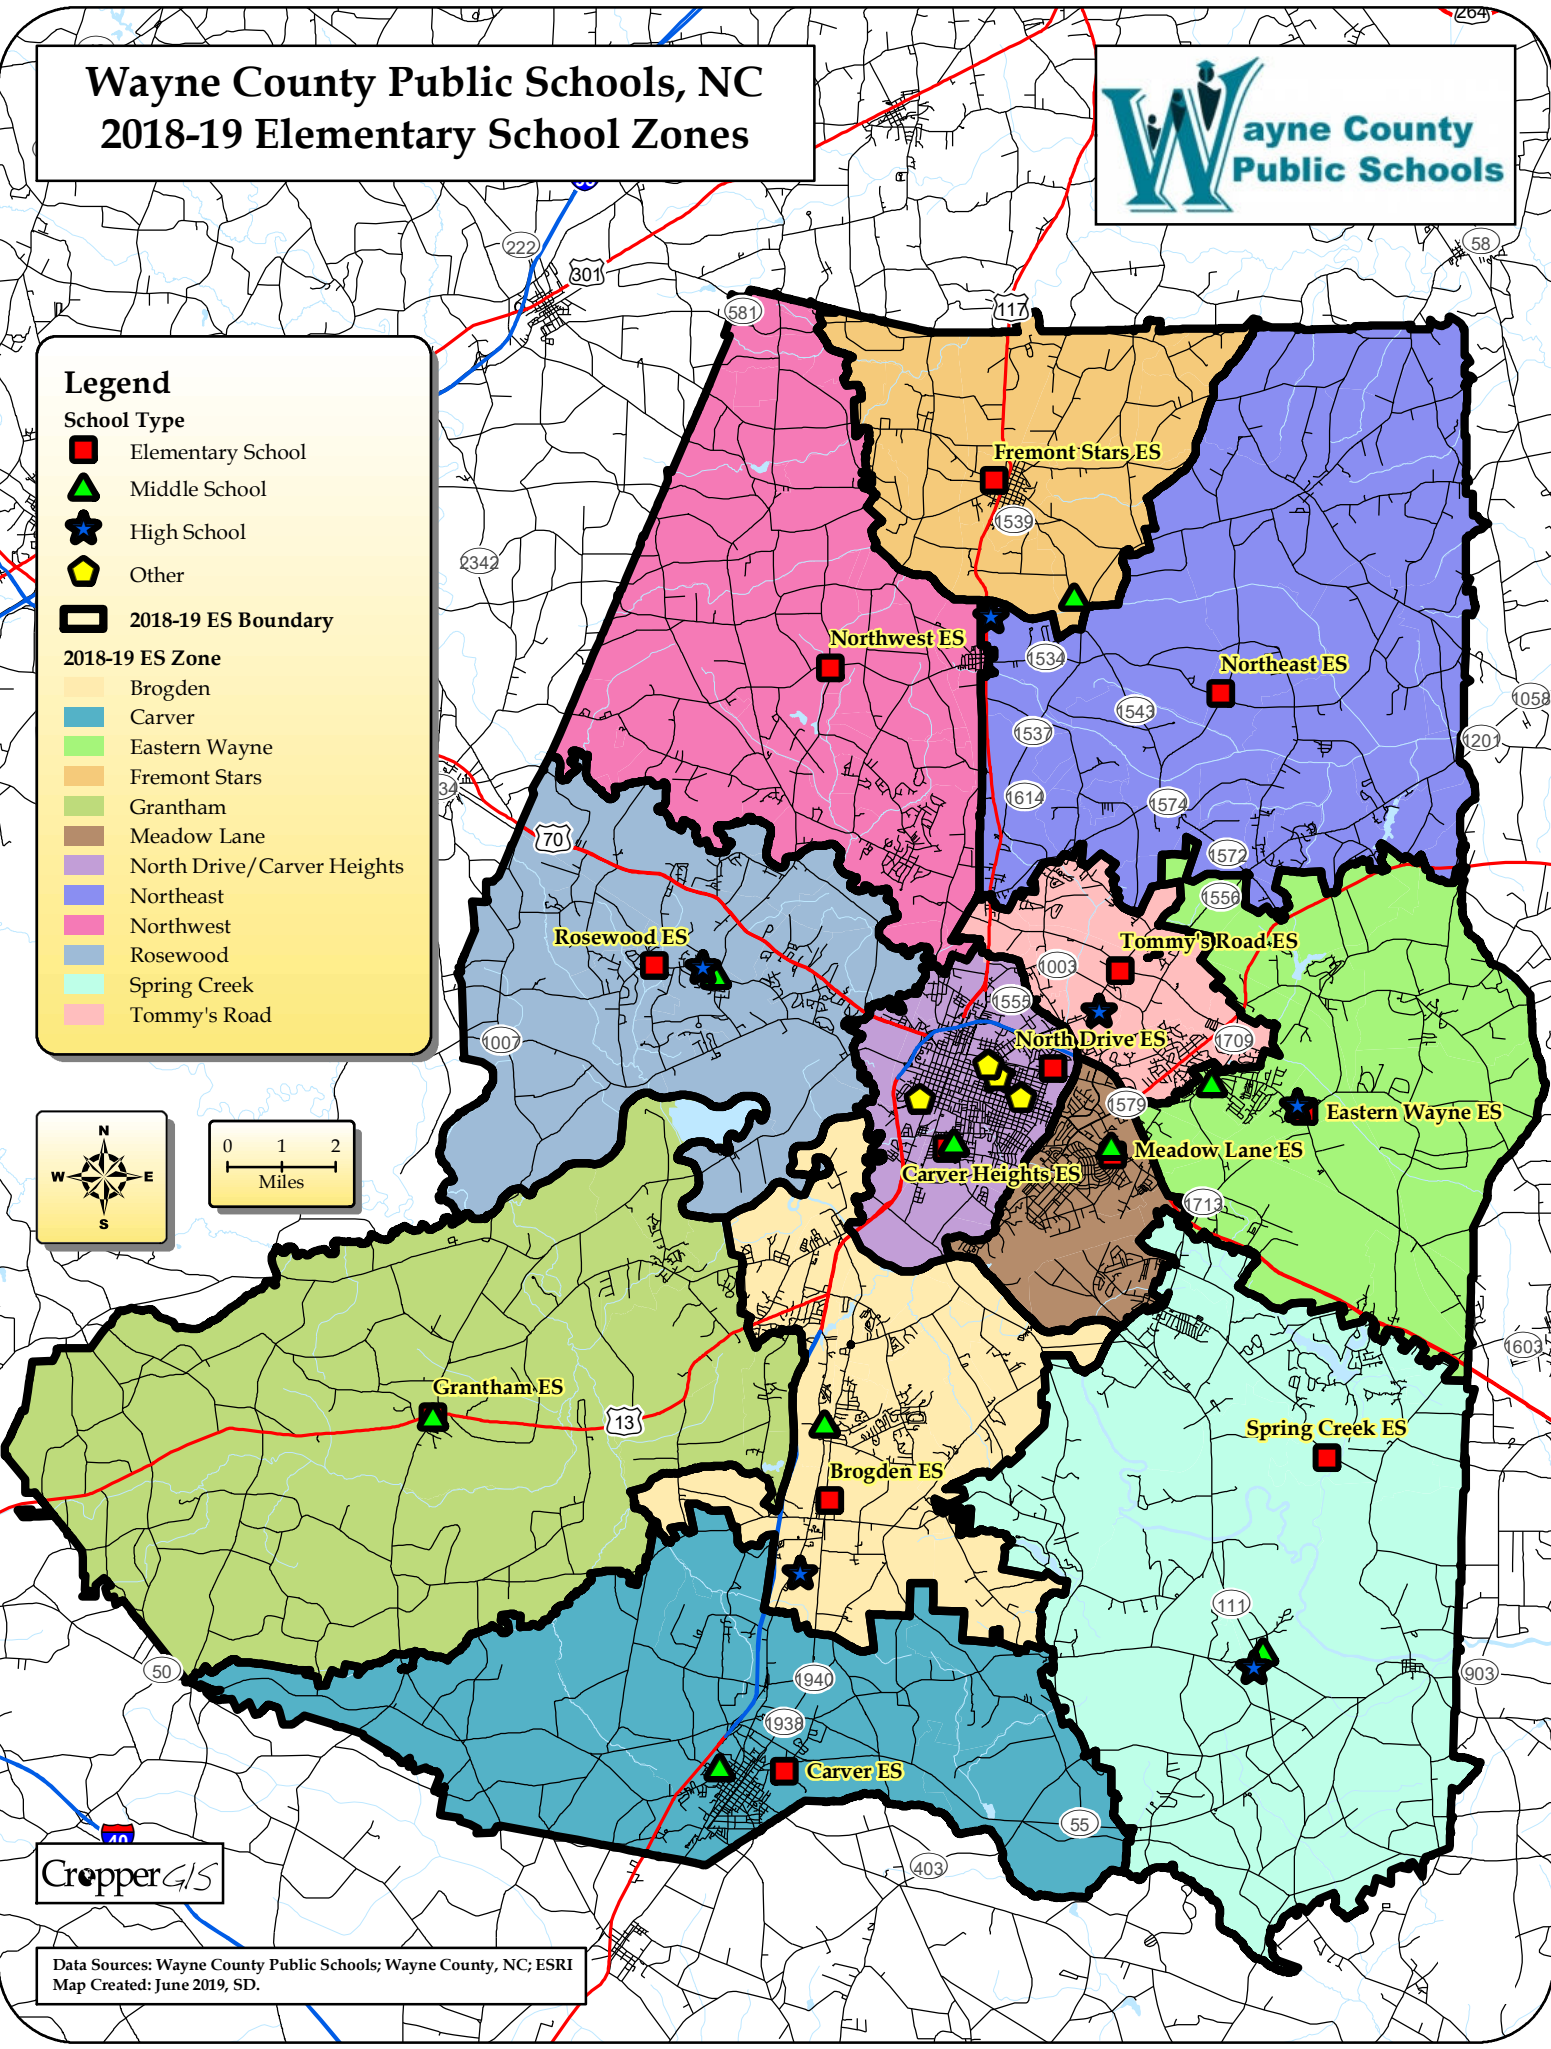 Wayne County Public Schools, NC
2018-19 Elementary School Zones
Wayne County
Public Schools
264
58
222
301
581
117
Legend
School Type
Elementary School
Middle School
High School
Other
2018-19 ES Boundary
2018-19 ES Zone
Brogden
Carver
Eastern Wayne
Fremont Stars
Grantham
Meadow Lane
North Drive/Carver Heights
Northeast
Northwest
Rosewood
Spring Creek
Tommy's Road
Fremont Stars ES
1539
2342
Northwest ES
1534
Northeast ES
1543
1058
1537
1201
34
1614
1574
70
1572
1556
Rosewood ES
Tommy's Road ES
1003
1555
1007
North Drive ES
1709
1579
Eastern Wayne ES
Meadow Lane ES
Carver Heights ES
1713
N
W E
S
0 1 2
Miles
1603
Grantham ES
13
Spring Creek ES
Brogden ES
111
50
1940
903
1938
Carver ES
55
40
403
CropperGIS
Data Sources: Wayne County Public Schools; Wayne County, NC; ESRI
Map Created: June 2019, SD.